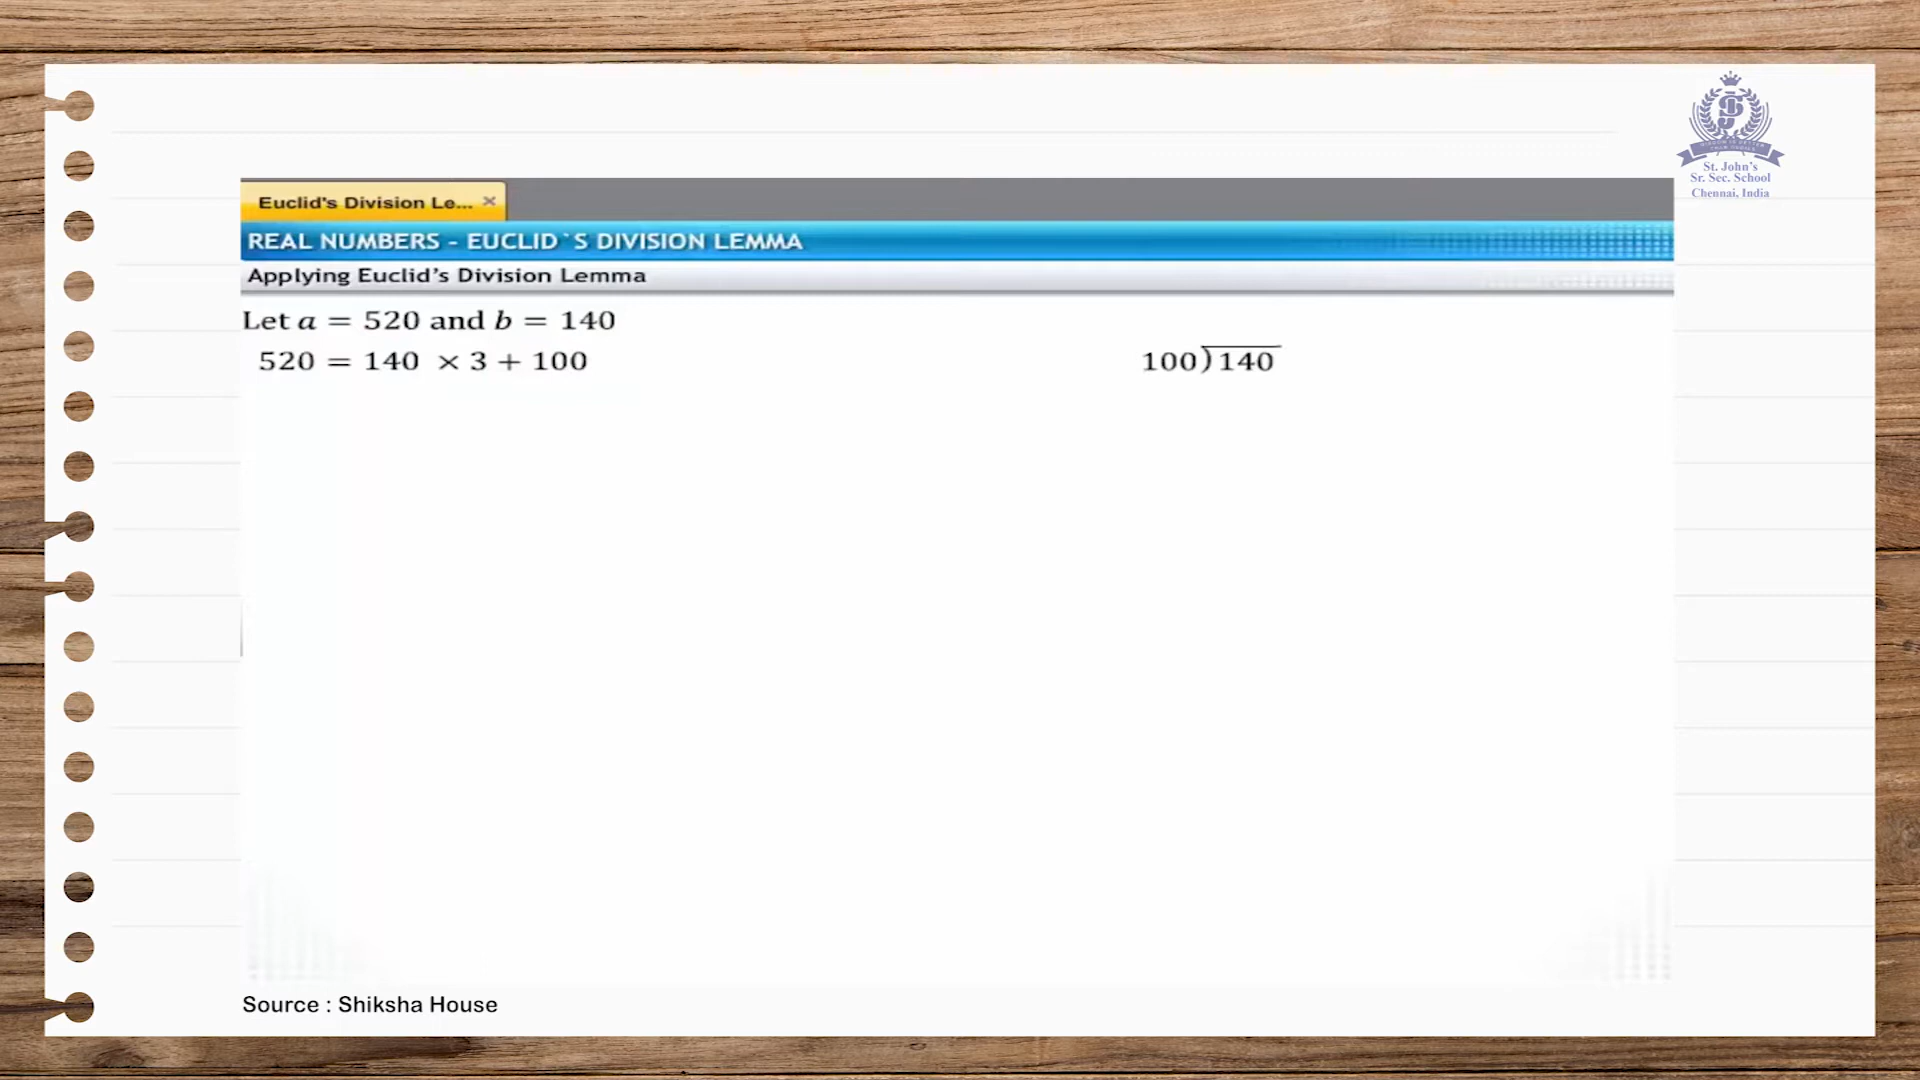 St. John's
Sr. Sec. School
Chennai, India
Euclid's Division Le... ×
REAL NUMBERS - EUCLID`S DIVISION LEMMA
Applying Euclid's Division Lemma
Let a = 520 and b = 140
520 = 140 × 3 + 100
100)140
Source : Shiksha House